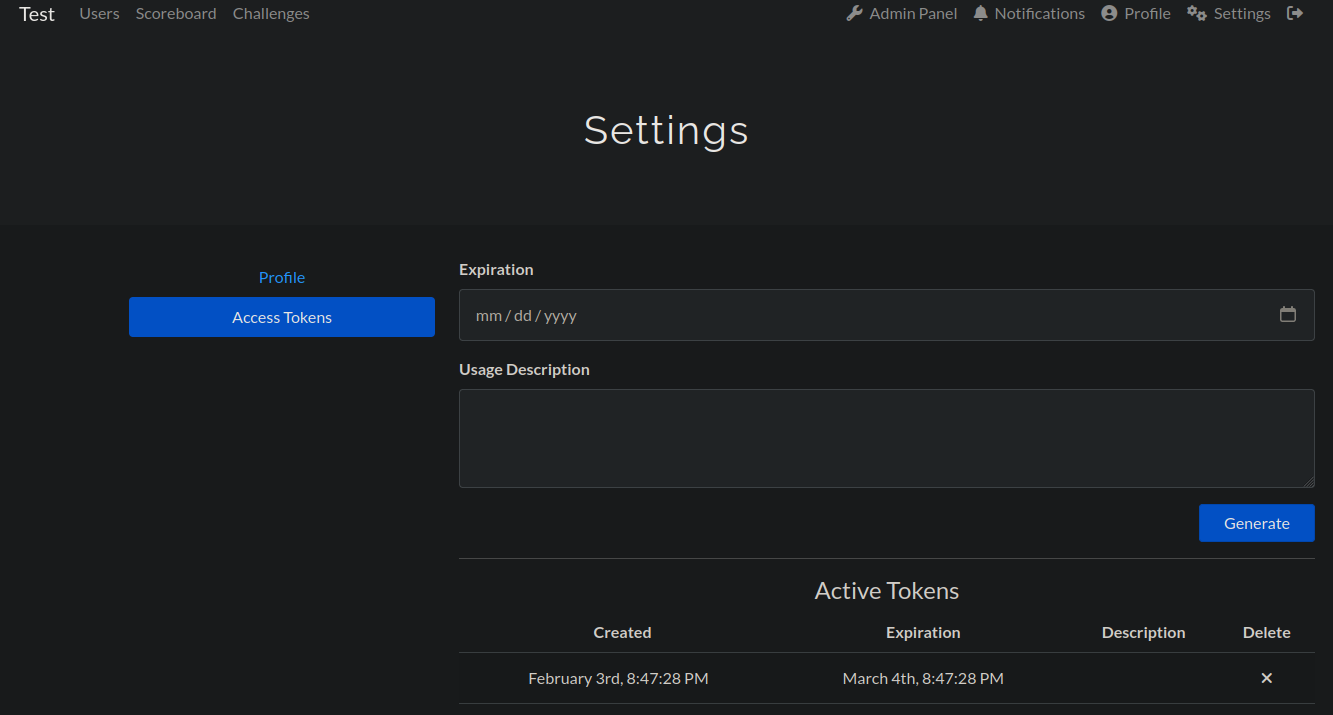 Test Users Scoreboard Challenges Admin Panel Notifications Profile Settings
Settings
Profile
Access Tokens
Expiration
mm / dd / yyyy
Usage Description
Generate
Active Tokens
Created Expiration Description Delete
February 3rd, 8:47:28 PM March 4th, 8:47:28 PM